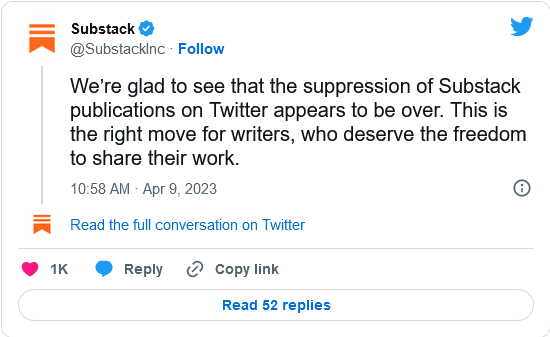 Substack
@SubstackInc · Follow
We’re glad to see that the suppression of Substack
publications on Twitter appears to be over. This is
the right move for writers, who deserve the freedom
to share their work.
10:58 AM · Apr 9, 2023
Read the full conversation on Twitter
1K Reply Copy link
Read 52 replies